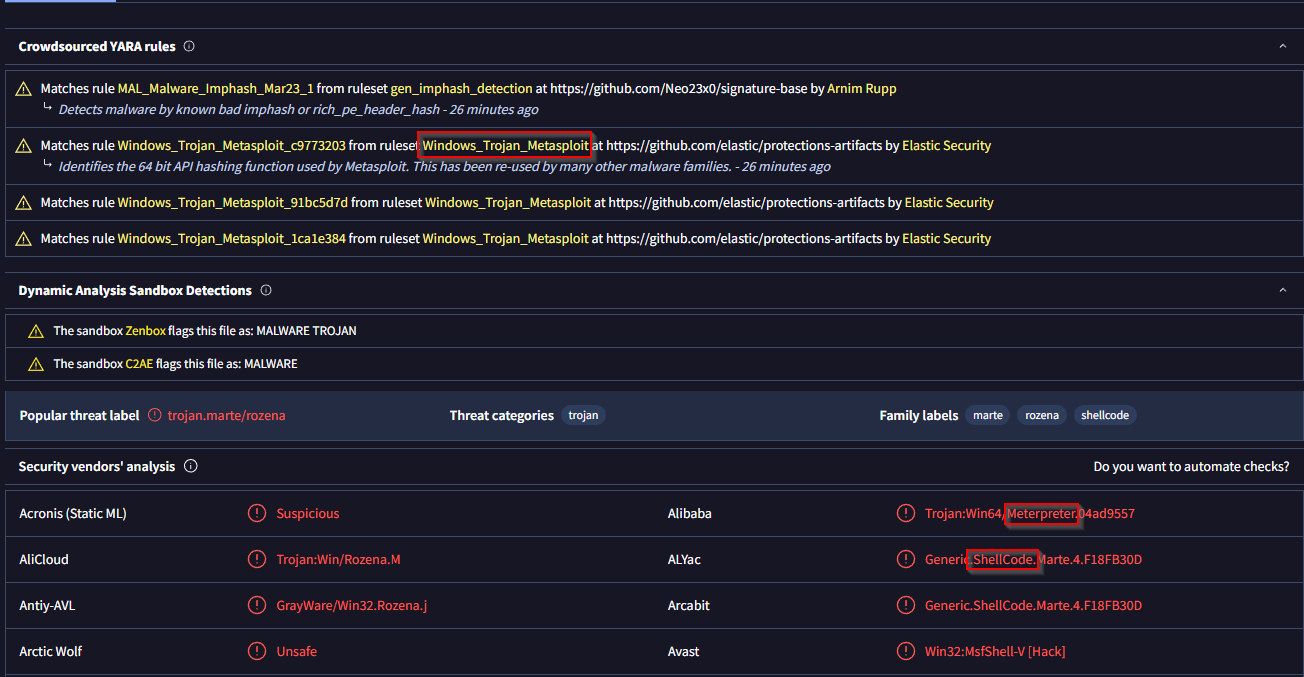 Crowdsourced YARA rules
Matches rule MAL_Malware_Imphash_Mar23_1 from ruleset gen_imphash_detection at https://github.com/Neo23x0/signature-base by Arnim Rupp
Detects malware by known bad imphash or rich_pe_header_hash - 26 minutes ago
Matches rule Windows_Trojan_Metasploit_c9773203 from ruleset Windows_Trojan_Metasploit at https://github.com/elastic/protections-artifacts by Elastic Security
Identifies the 64 bit API hashing function used by Metasploit. This has been re-used by many other malware families. - 26 minutes ago
Matches rule Windows_Trojan_Metasploit_91bc5d7d from ruleset Windows_Trojan_Metasploit at https://github.com/elastic/protections-artifacts by Elastic Security
Matches rule Windows_Trojan_Metasploit_1ca1e384 from ruleset Windows_Trojan_Metasploit at https://github.com/elastic/protections-artifacts by Elastic Security
Dynamic Analysis Sandbox Detections
The sandbox Zenbox flags this file as: MALWARE TROJAN
The sandbox C2AE flags this file as: MALWARE
Popular threat label trojan.marte/rozena Threat categories trojan Family labels marte rozena shellcode
Security vendors' analysis Do you want to automate checks?
Acronis (Static ML) Suspicious Alibaba Trojan:Win64/Meterpreter.04ad9557
AliCloud Trojan:Win/Rozena.M ALYac Generic.ShellCode.Marte.4.F18FB30D
Antiy-AVL GrayWare/Win32.Rozena.j Arcabit Generic.ShellCode.Marte.4.F18FB30D
Arctic Wolf Unsafe Avast Win32:MsfShell-V [Hack]